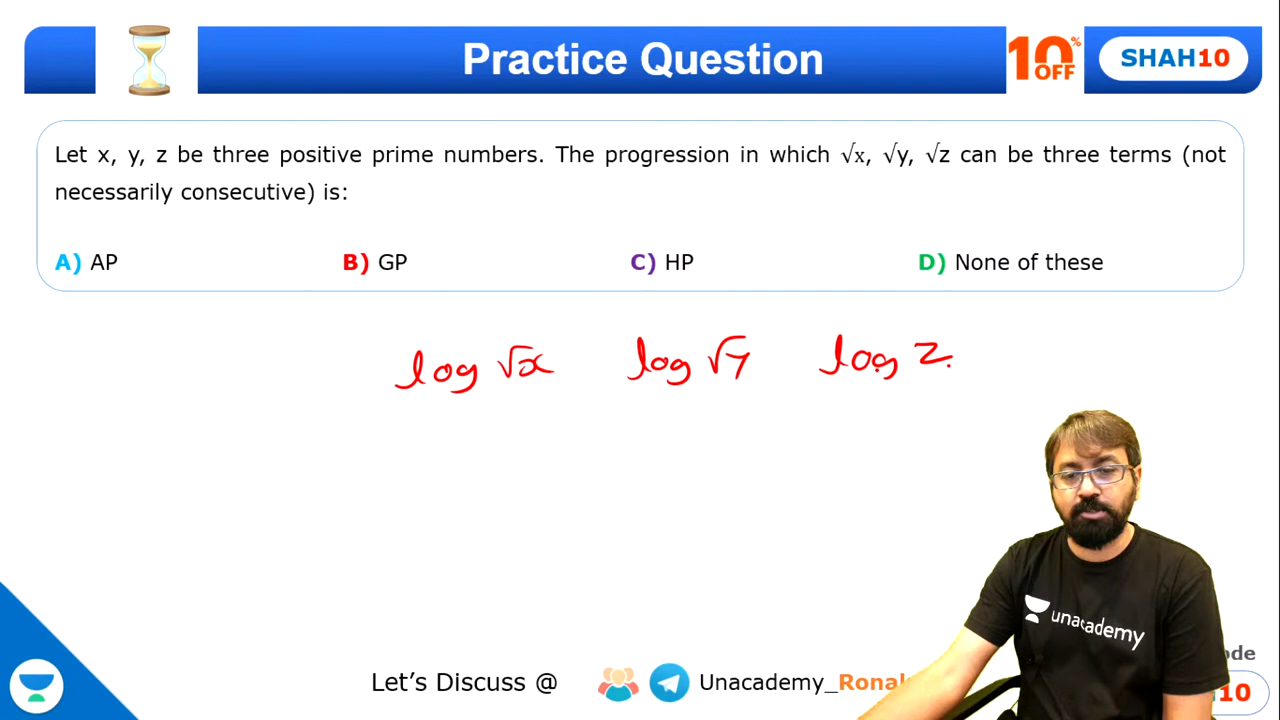 Practice Question
10% OFF
SHAH10
Let x, y, z be three positive prime numbers. The progression in which √x, √y, √z can be three terms (not
necessarily consecutive) is:
A) AP
B) GP
C) HP
D) None of these
log √x log √y log z
unacademy
Let's Discuss @
Unacademy_Ronak
10